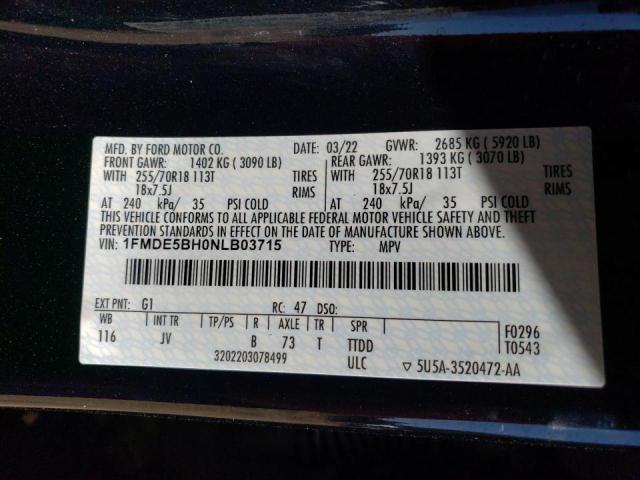 MFD. BY FORD MOTOR CO. DATE: 03/22 GVWR: 2685 KG ( 5920 LB)
FRONT GAWR: 1402 KG ( 3090 LB) REAR GAWR: 1393 KG ( 3070 LB)
WITH 255/70R18 113T TIRES WITH 255/70R18 113T TIRES
18x7.5J RIMS 18x7.5J RIMS
AT 240 kPa/ 35 PSI COLD AT 240 kPa/ 35 PSI COLD
THIS VEHICLE CONFORMS TO ALL APPLICABLE FEDERAL MOTOR VEHICLE SAFETY AND THEFT
PREVENTION STANDARDS IN EFFECT ON THE DATE OF MANUFACTURE SHOWN ABOVE.
VIN: 1FMDE5BH0NLB03715 TYPE: MPV
EXT PNT: G1 RC: 47 DSO:
WB INT TR TP/PS R AXLE TR SPR F0296
116 JV B 73 T TTDD T0543
3202203078499 ULC ▽ 5U5A-3520472-AA